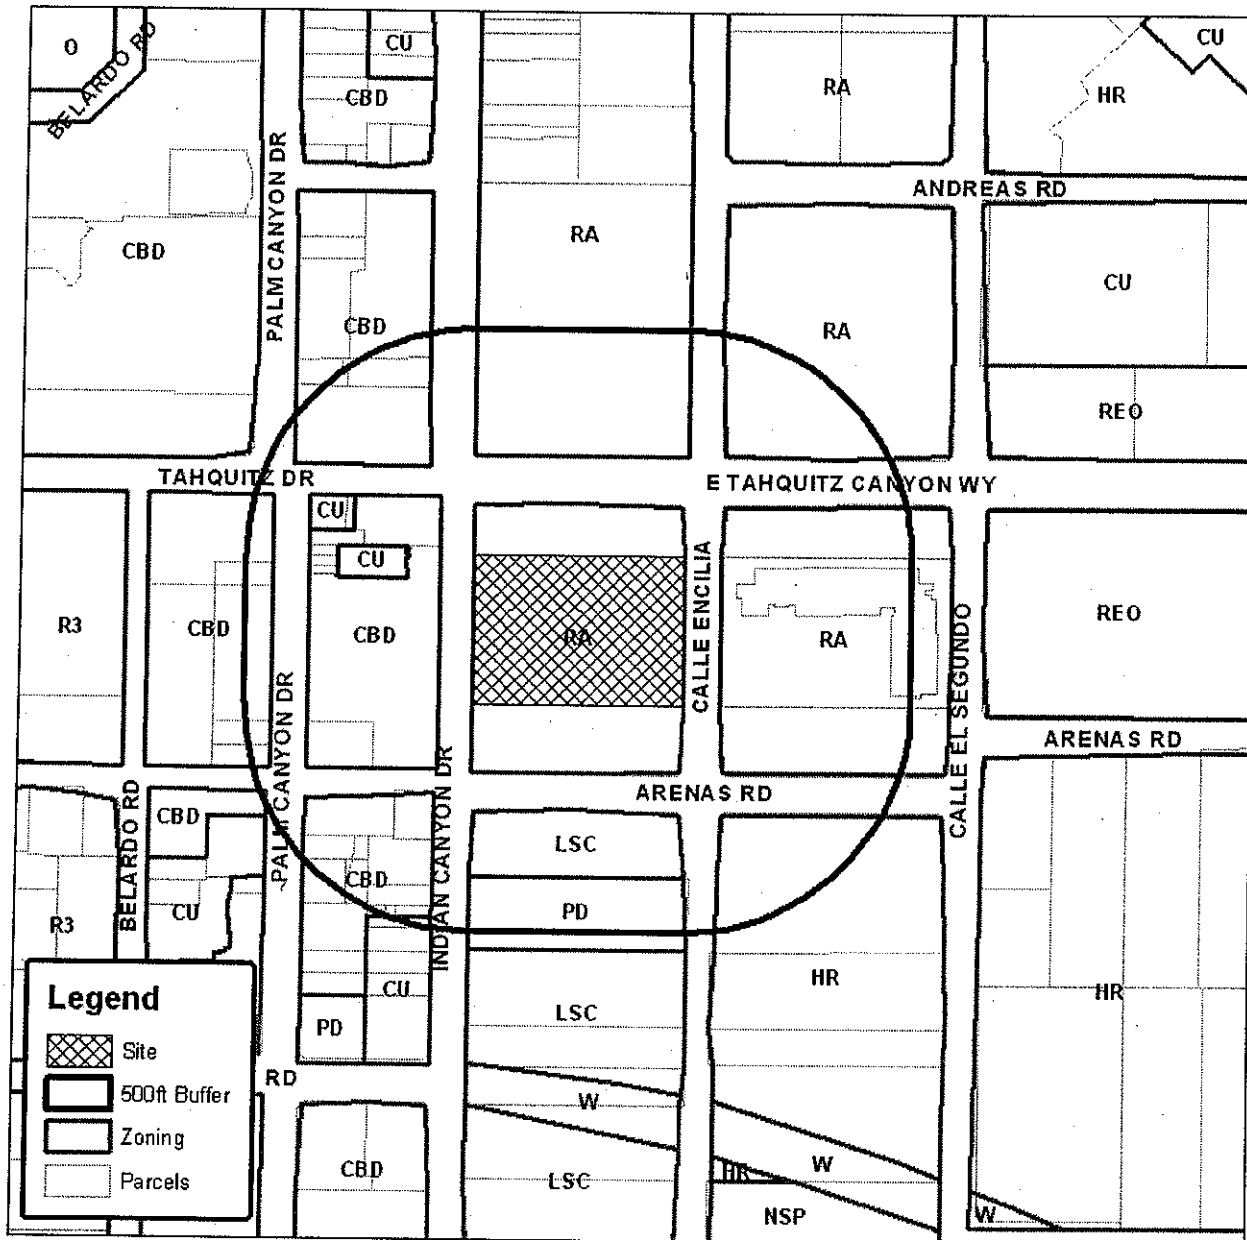 O
BELARDO RD
CU
CBD
RA
HR
CU
PALM CANYON DR
ANDREAS RD
CBD
RA
CU
CBD
RA
REO
TAHQUITZ DR
E TAHQUITZ CANYON WY
CU
CU
R3
CBD
CBD
RA
CALLE ENCILIA
RA
REO
CALLE EL SEGUNDO
PALM CANYON DR
INDIAN CANYON DR
ARENAS RD
ARENAS RD
BELARDO RD
CBD
LSC
CBD
R3
CU
PD
HR
HR
CU
LSC
PD
RD
W
CBD
LSC
HR
W
NSP
W
Legend
Site
500ft Buffer
Zoning
Parcels